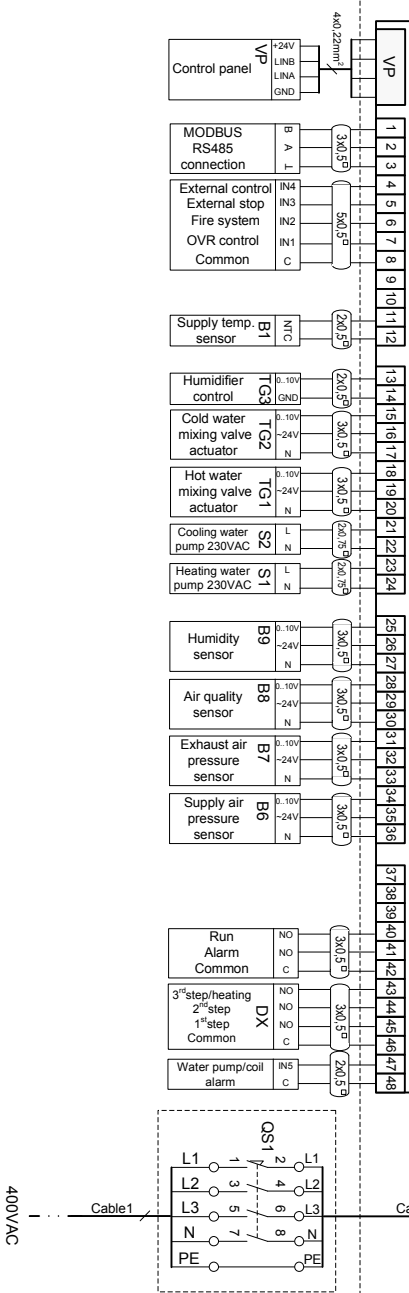 4x0,22mm²
VP
Control panel
VP
+24V
LINB
LINA
GND
MODBUS
RS485
connection
B
A
⊥
3x0,5
1
2
3
External control
External stop
Fire system
OVR control
Common
IN4
IN3
IN2
IN1
C
5x0,5
4
5
6
7
8
9
10
Supply temp.
sensor
B1
NTC
2x0,5
11
12
Humidifier
control
TG3
0..10V
GND
2x0,5
13
14
Cold water
mixing valve
actuator
TG2
0..10V
~24V
N
3x0,5
15
16
17
Hot water
mixing valve
actuator
TG1
0..10V
~24V
N
3x0,5
18
19
20
Cooling water
pump 230VAC
S2
L
N
2x0,75
21
22
Heating water
pump 230VAC
S1
L
N
2x0,75
23
24
Humidity
sensor
B9
0..10V
~24V
N
3x0,5
25
26
27
Air quality
sensor
B8
0..10V
~24V
N
3x0,5
28
29
30
Exhaust air
pressure
sensor
B7
0..10V
~24V
N
3x0,5
31
32
33
Supply air
pressure
sensor
B6
0..10V
~24V
N
3x0,5
34
35
36
37
38
39
Run
Alarm
Common
NO
NO
C
3x0,5
40
41
42
3rd step/heating
2nd step
1st step
Common
DX
NO
NO
NO
C
3x0,5
43
44
45
46
Water pump/coil
alarm
IN5
C
2x0,5
47
48
QS1
L1 1 2 L1
L2 3 4 L2
L3 5 6 L3
N 7 8 N
PE PE
Cable1
Ca
400VAC